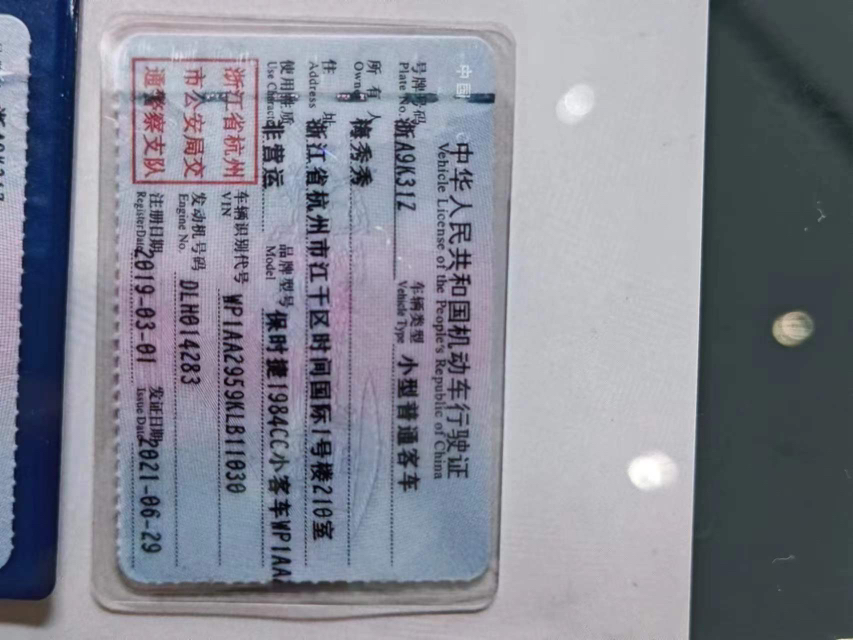 中华人民共和国机动车行驶证
Vehicle License of the People's Republic of China
号牌号码 浙A9K31Z 车辆类型 小型普通客车
Plate No. Vehicle Type
所有人 梅秀秀
Owner
住址 浙江省杭州市江干区时间国际1号楼210室
Address
使用性质 非营运 品牌型号 保时捷1984CC小客车WP1AA
Use Character Model
浙江省杭州
市公安局交
通警察支队
车辆识别代号 WP1AA2959KLB11030
VIN
发动机号码 DLH014283
Engine No.
注册日期 2019-03-01 发证日期 2021-06-29
Register Date Issue Date